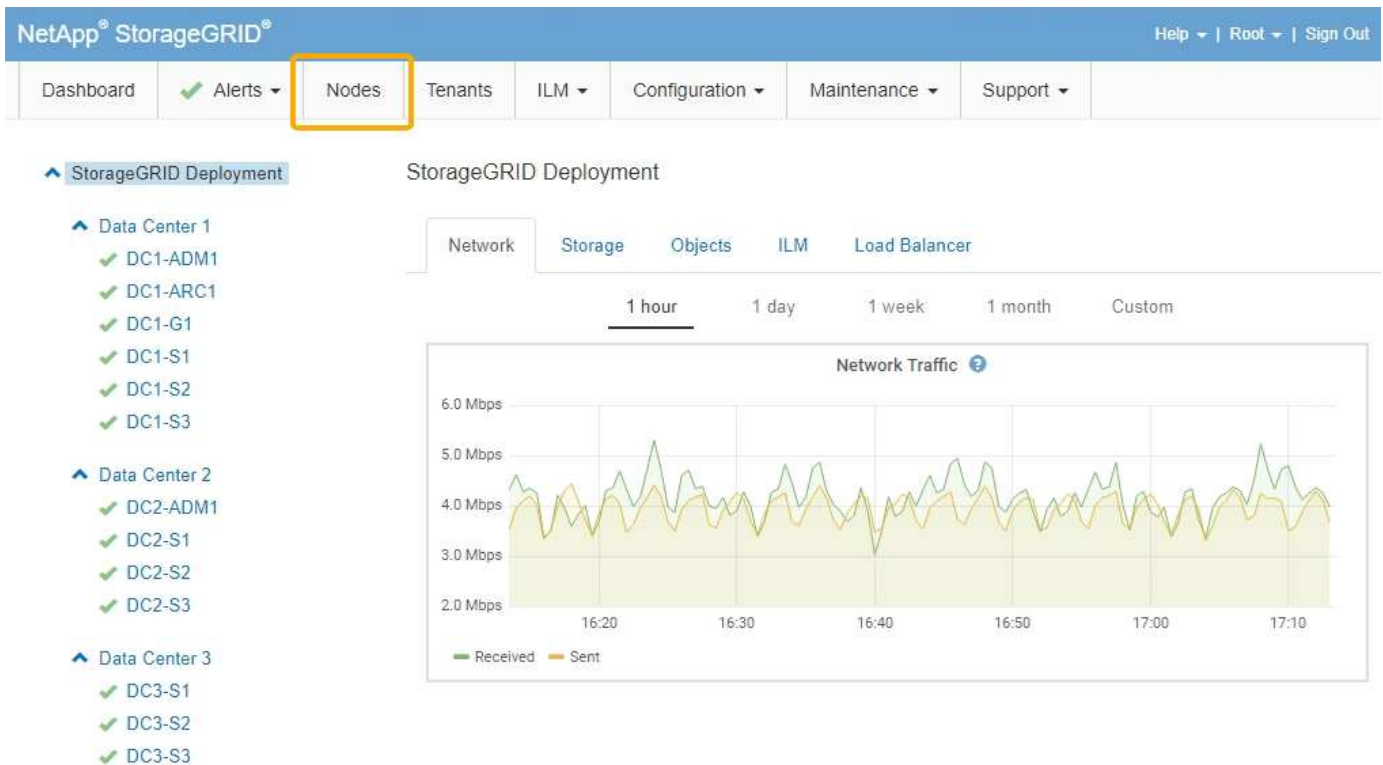 NetApp® StorageGRID®
Help | Root | Sign Out
Dashboard Alerts Nodes Tenants ILM Configuration Maintenance Support
StorageGRID Deployment
Data Center 1
DC1-ADM1
DC1-ARC1
DC1-G1
DC1-S1
DC1-S2
DC1-S3
Data Center 2
DC2-ADM1
DC2-S1
DC2-S2
DC2-S3
Data Center 3
DC3-S1
DC3-S2
DC3-S3
StorageGRID Deployment
Network Storage Objects ILM Load Balancer
1 hour 1 day 1 week 1 month Custom
Network Traffic ?
6.0 Mbps
5.0 Mbps
4.0 Mbps
3.0 Mbps
2.0 Mbps
16:20 16:30 16:40 16:50 17:00 17:10
Received Sent